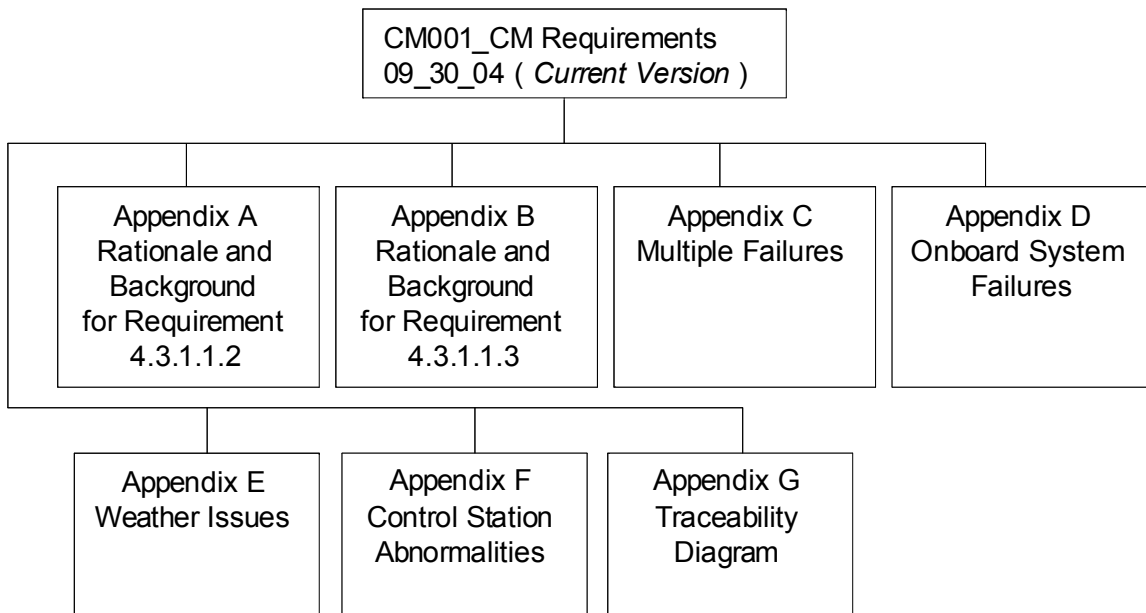 CM001_CM Requirements
09_30_04 ( Current Version )
Appendix A
Rationale and
Background
for Requirement
4.3.1.1.2
Appendix B
Rationale and
Background
for Requirement
4.3.1.1.3
Appendix C
Multiple Failures
Appendix D
Onboard System
Failures
Appendix E
Weather Issues
Appendix F
Control Station
Abnormalities
Appendix G
Traceability
Diagram